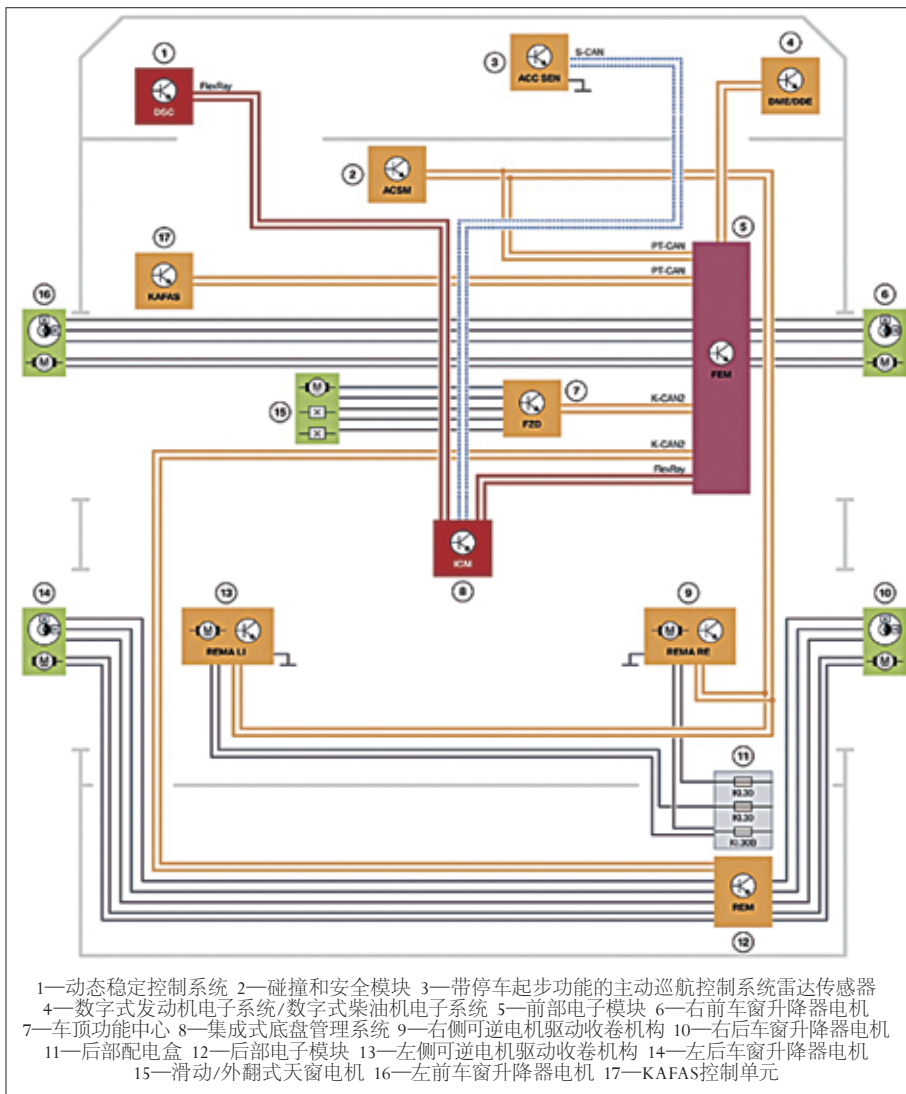 1
DSC
FlexRay
3
ACC SEN
S-CAN
4
DME/DDE
2
ACSM
17
KAFAS
5
PT-CAN
PT-CAN
FEM
16
M
6
M
15
M
7
FZD
K-CAN2
K-CAN2
FlexRay
ICM
8
14
M
13
M
REMA LI
9
M
REMA RE
10
M
11
Kl.30
Kl.30
Kl.30B
REM
12
1—动态稳定控制系统 2—碰撞和安全模块 3—带停车起步功能的主动巡航控制系统雷达传感器
4—数字式发动机电子系统/数字式柴油机电子系统 5—前部电子模块 6—右前车窗升降器电机
7—车顶功能中心 8—集成式底盘管理系统 9—右侧可逆电机驱动收卷机构 10—右后车窗升降器电机
11—后部配电盒 12—后部电子模块 13—左侧可逆电机驱动收卷机构 14—左后车窗升降器电机
15—滑动/外翻式天窗电机 16—左前车窗升降器电机 17—KAFAS控制单元